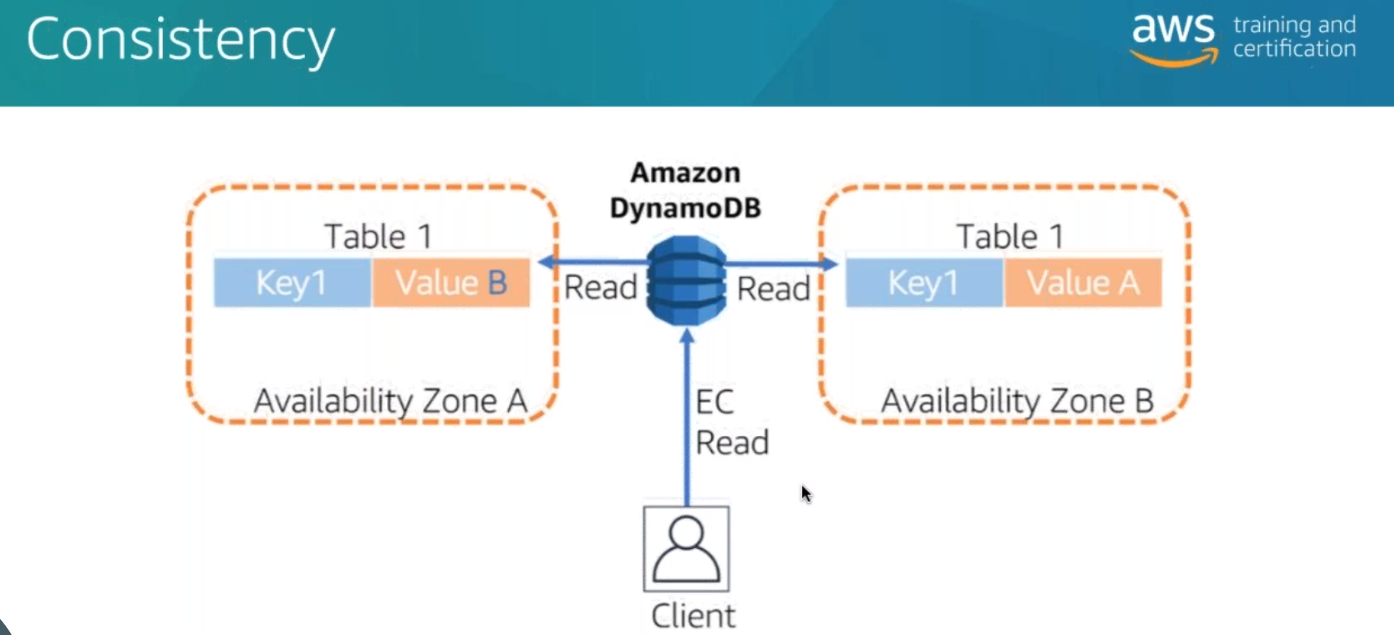 Consistency
aws training and
certification
Amazon
DynamoDB
Table 1
Key1 Value B
Availability Zone A
Read
Read
Table 1
Key1 Value A
Availability Zone B
EC
Read
Client